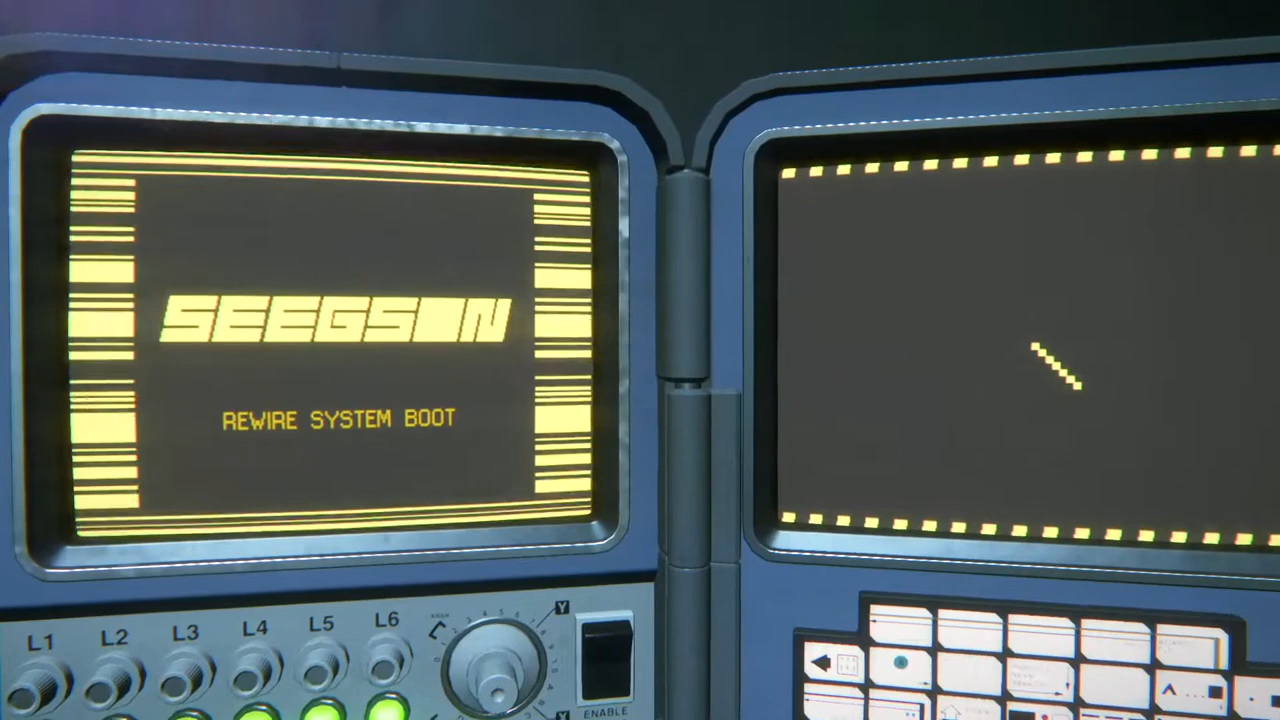 SEEGSON
REWIRE SYSTEM BOOT
L1 L2 L3 L4 L5 L6
Y
ENABLE
X